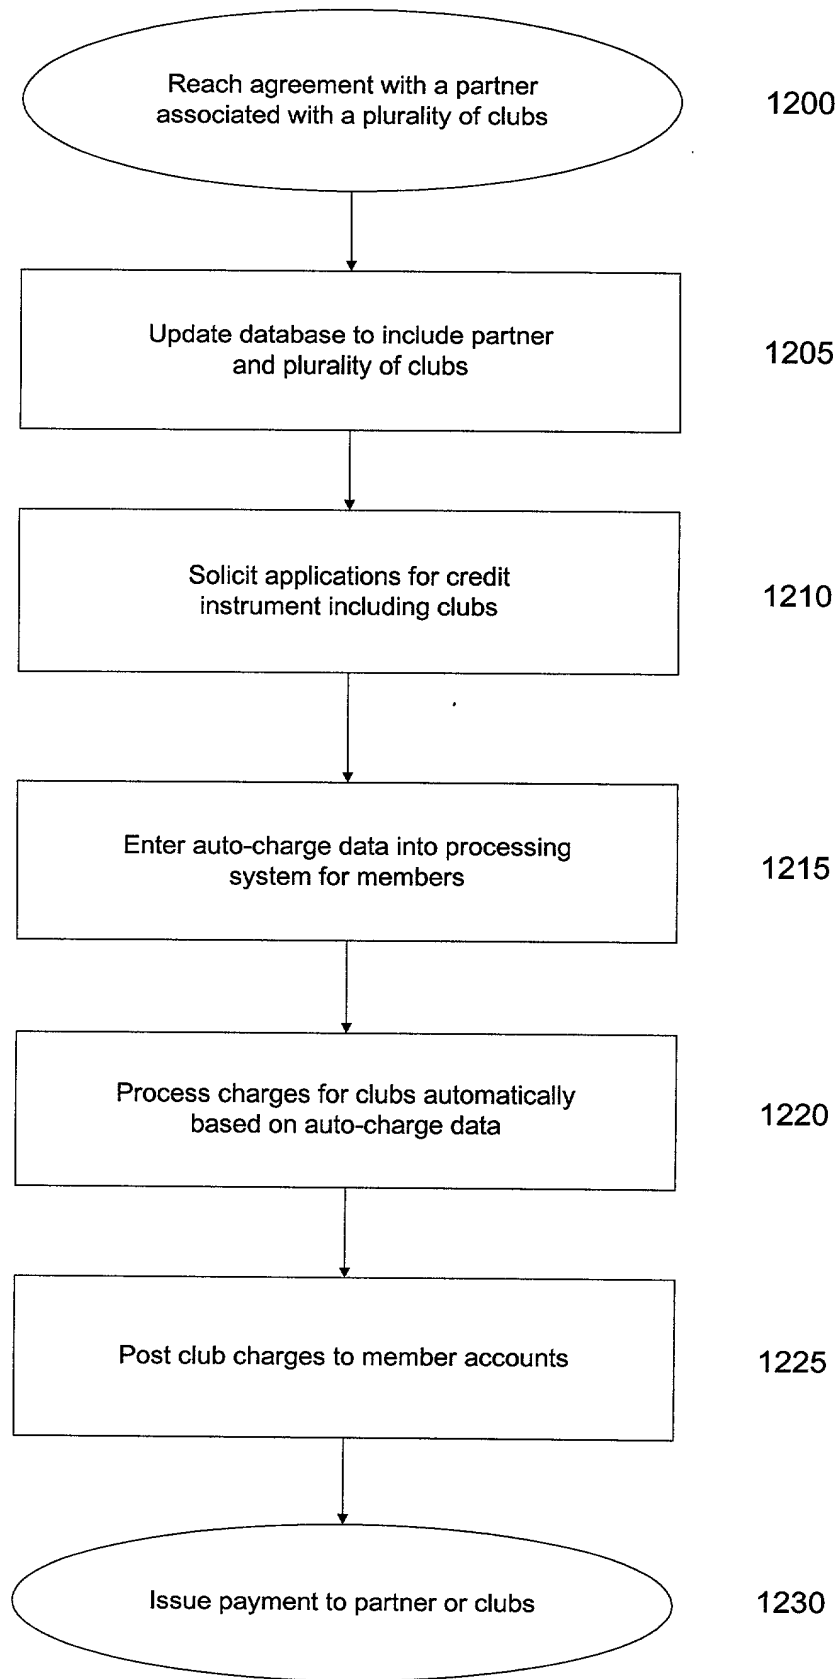 Reach agreement with a partner
associated with a plurality of clubs
1200
Update database to include partner
and plurality of clubs
1205
Solicit applications for credit
instrument including clubs
1210
Enter auto-charge data into processing
system for members
1215
Process charges for clubs automatically
based on auto-charge data
1220
Post club charges to member accounts
1225
Issue payment to partner or clubs
1230